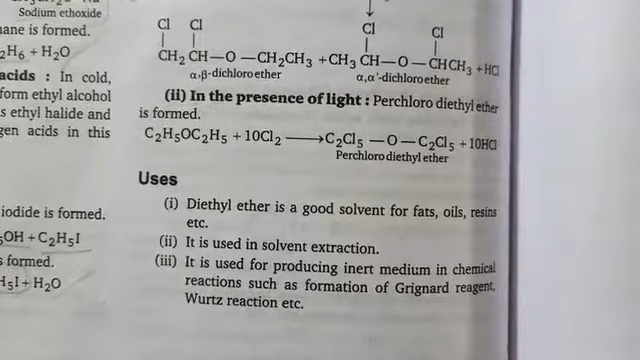 Sodium ethoxide
ane is formed.
2H6 + H2O
acids : In cold,
form ethyl alcohol
s ethyl halide and
gen acids in this
iodide is formed.
5OH + C2H5I
s formed.
H5I + H2O
Cl Cl Cl Cl
CH2 CH—O—CH2CH3 + CH3 CH—O—CHCH3 + HCl
α,β-dichloro ether α,α'-dichloro ether
(ii) In the presence of light : Perchloro diethyl ether
is formed.
C2H5OC2H5 + 10Cl2 ⟶ C2Cl5 — O — C2Cl5 + 10HCl
Perchloro diethyl ether
Uses
(i) Diethyl ether is a good solvent for fats, oils, resins
etc.
(ii) It is used in solvent extraction.
(iii) It is used for producing inert medium in chemical
reactions such as formation of Grignard reagent,
Wurtz reaction etc.